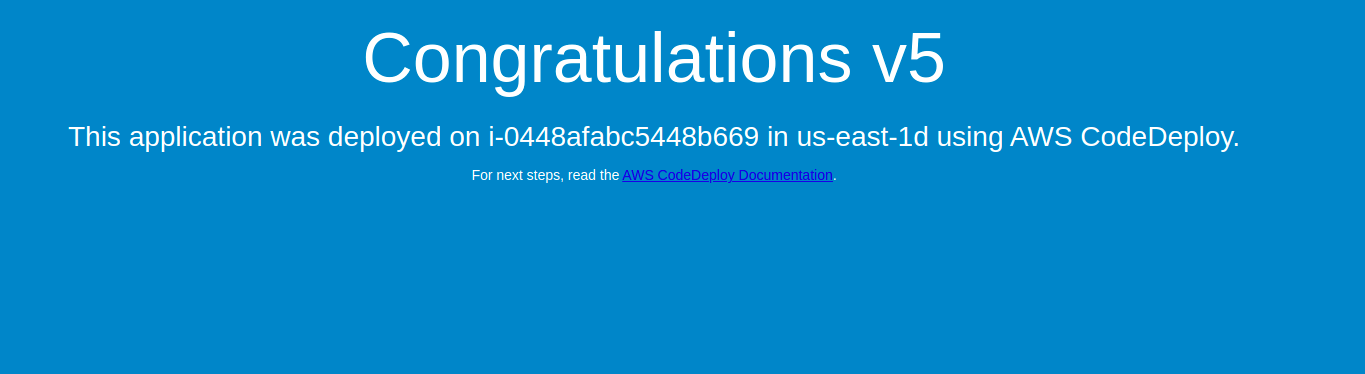 Congratulations v5
This application was deployed on i-0448afabc5448b669 in us-east-1d using AWS CodeDeploy.
For next steps, read the AWS CodeDeploy Documentation.